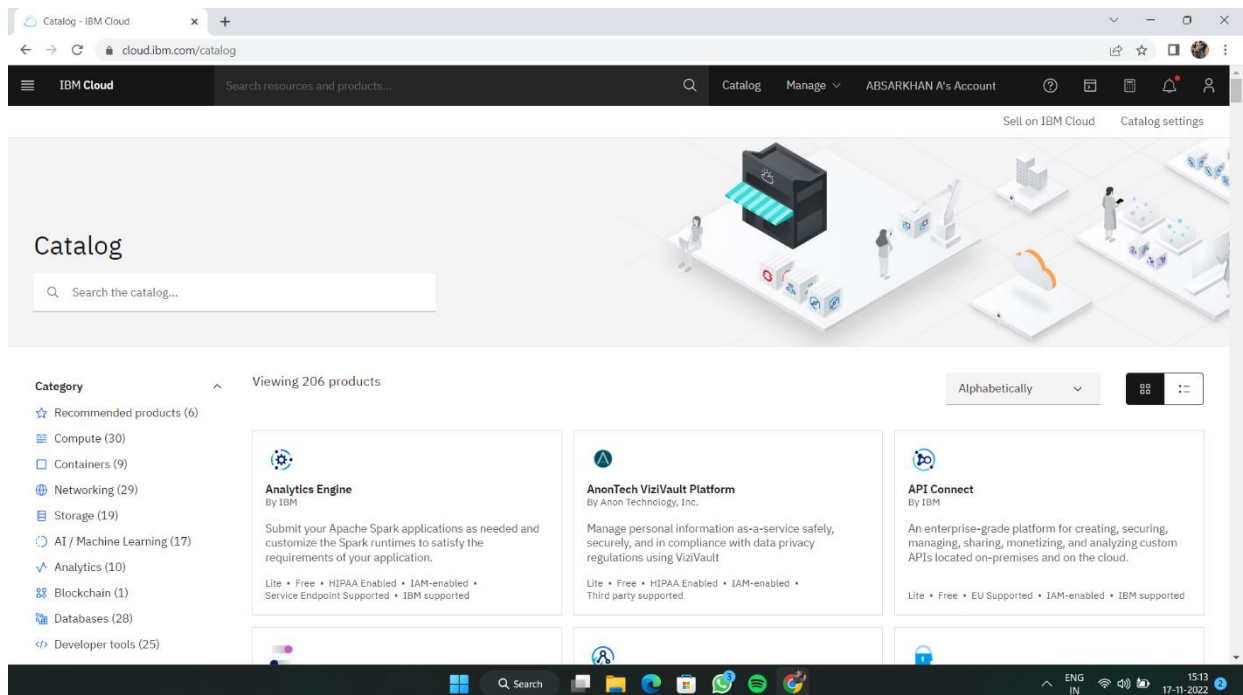 Catalog - IBM Cloud
cloud.ibm.com/catalog
IBM Cloud
Search resources and products...
Catalog
Manage
ABSARKHAN A's Account
Sell on IBM Cloud
Catalog settings
Catalog
Search the catalog...
Category
Recommended products (6)
Compute (30)
Containers (9)
Networking (29)
Storage (19)
AI / Machine Learning (17)
Analytics (10)
Blockchain (1)
Databases (28)
Developer tools (25)
Viewing 206 products
Alphabetically
Analytics Engine
By IBM
Submit your Apache Spark applications as needed and
customize the Spark runtimes to satisfy the
requirements of your application.
Lite • Free • HIPAA Enabled • IAM-enabled •
Service Endpoint Supported • IBM supported
AnonTech ViziVault Platform
By Anon Technology, Inc.
Manage personal information as-a-service safely,
securely, and in compliance with data privacy
regulations using ViziVault
Lite • Free • HIPAA Enabled • IAM-enabled •
Third party supported
API Connect
By IBM
An enterprise-grade platform for creating, securing,
managing, sharing, monetizing, and analyzing custom
APIs located on-premises and on the cloud.
Lite • Free • EU Supported • IAM-enabled • IBM supported
Search
3
ENG
IN
15:13
17-11-2022
2